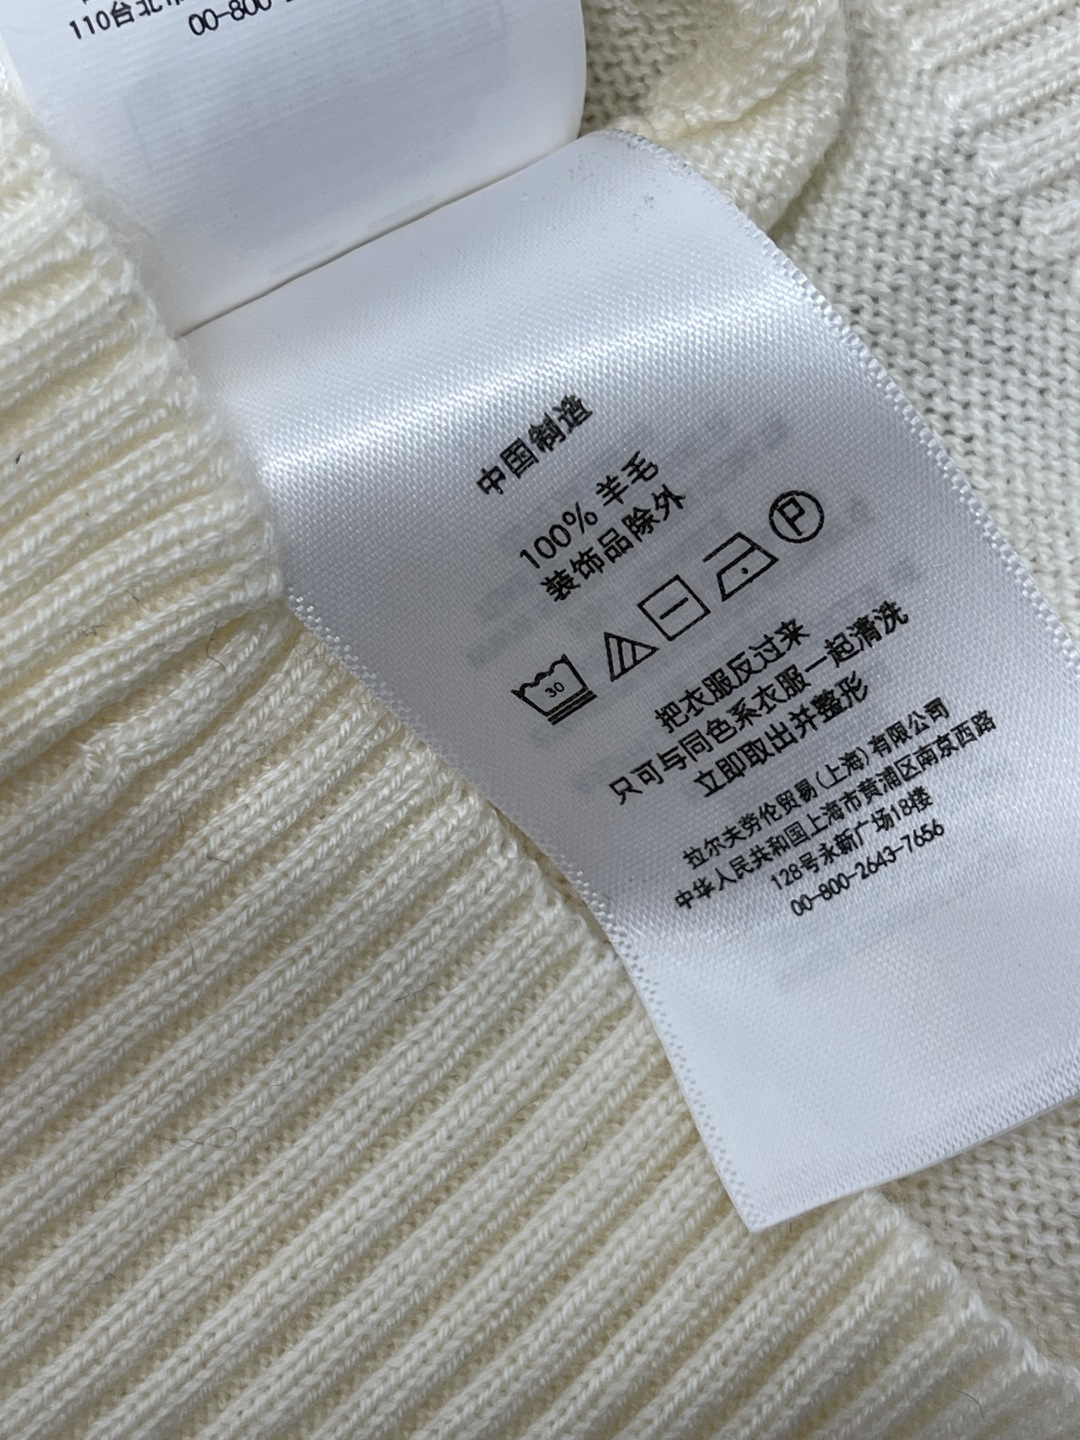 110台北
00-800
中国制造
100% 羊毛
装饰品除外
30
P
把衣服反过来
只可与同色系衣服一起清洗
立即取出并整形
拉尔夫劳伦贸易(上海)有限公司
中华人民共和国上海市黄浦区南京西路
128号永新广场18楼
00-800-2643-7656